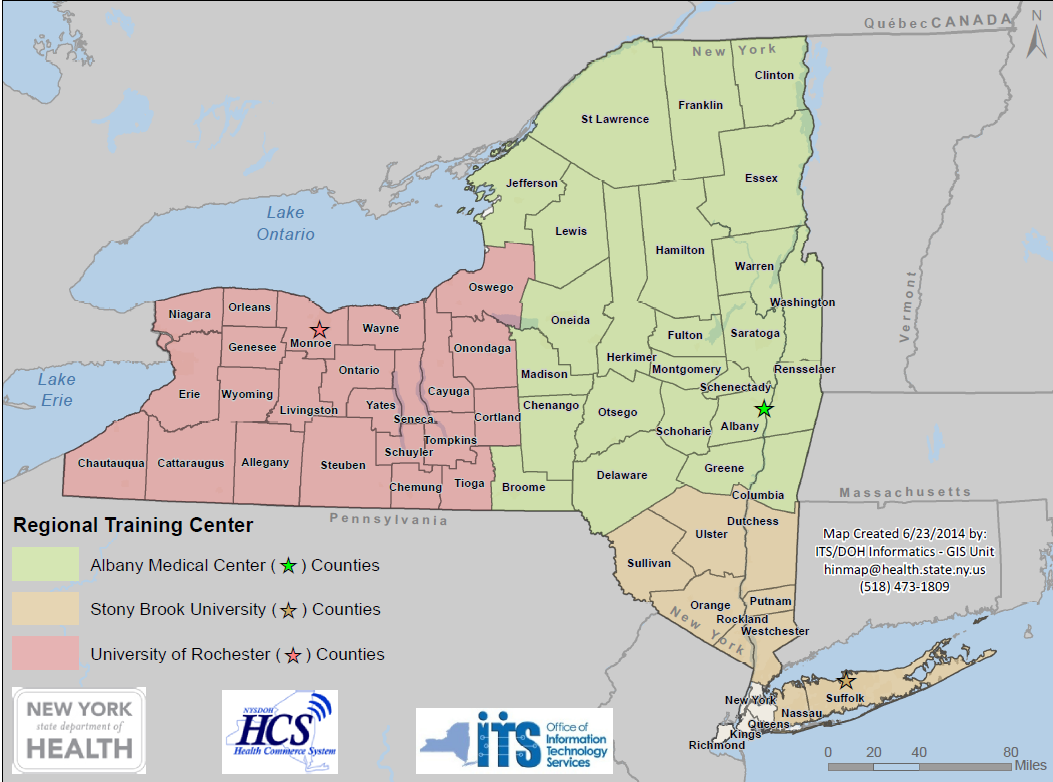 Québec CANADA
N
New York
Clinton
Franklin
St Lawrence
Essex
Jefferson
Lake
Ontario
Lewis
Hamilton
Warren
Vermont
Oswego
Washington
Niagara
Orleans
Monroe
Wayne
Oneida
Fulton
Saratoga
Genesee
Onondaga
Herkimer
Montgomery
Rensselaer
Lake
Erie
Ontario
Madison
Erie
Wyoming
Livingston
Yates
Seneca
Cayuga
Cortland
Chenango
Otsego
Schenectady
Schoharie
Albany
Tompkins
Schuyler
Chautauqua
Cattaraugus
Allegany
Steuben
Chemung
Tioga
Broome
Delaware
Greene
Columbia
Massachusetts
Pennsylvania
Dutchess
Ulster
Sullivan
Map Created 6/23/2014 by:
ITS/DOH Informatics - GIS Unit
hinmap@health.state.ny.us
(518) 473-1809
Orange
Putnam
Rockland
Westchester
New York
New York
Suffolk
Nassau
Queens
Kings
Richmond
Regional Training Center
Albany Medical Center ( ) Counties
Stony Brook University ( ) Counties
University of Rochester ( ) Counties
NEW YORK
state department of
HEALTH
NYSDOH
HCS
Health Commerce System
iTS
Office of
Information
Technology
Services
0 20 40 80
Miles